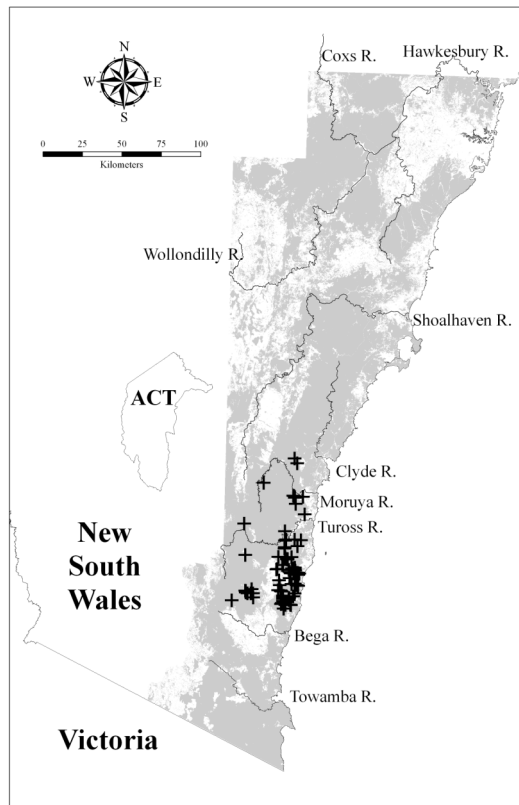 Coxs R.
Hawkesbury R.
N
W
E
S
0 25 50 75 100
Kilometers
Wollondilly R.
Shoalhaven R.
ACT
Clyde R.
Moruya R.
Tuross R.
New
South
Wales
Bega R.
Towamba R.
Victoria